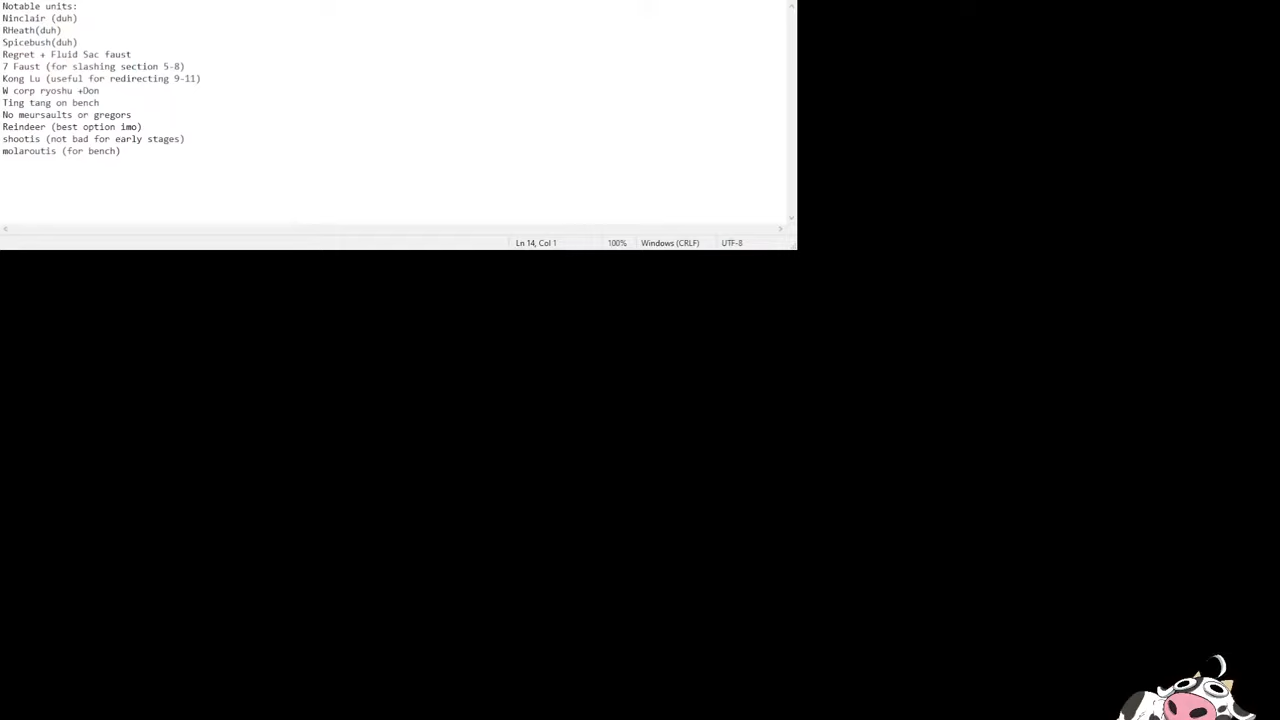 Notable units:
Ninclair (duh)
RHeath(duh)
Spicebush(duh)
Regret + Fluid Sac faust
7 Faust (for slashing section 5-8)
Kong Lu (useful for redirecting 9-11)
W corp ryoshu +Don
Ting tang on bench
No meursaults or gregors
Reindeer (best option imo)
shootis (not bad for early stages)
molaroutis (for bench)
Ln 14, Col 1 100% Windows (CRLF) UTF-8